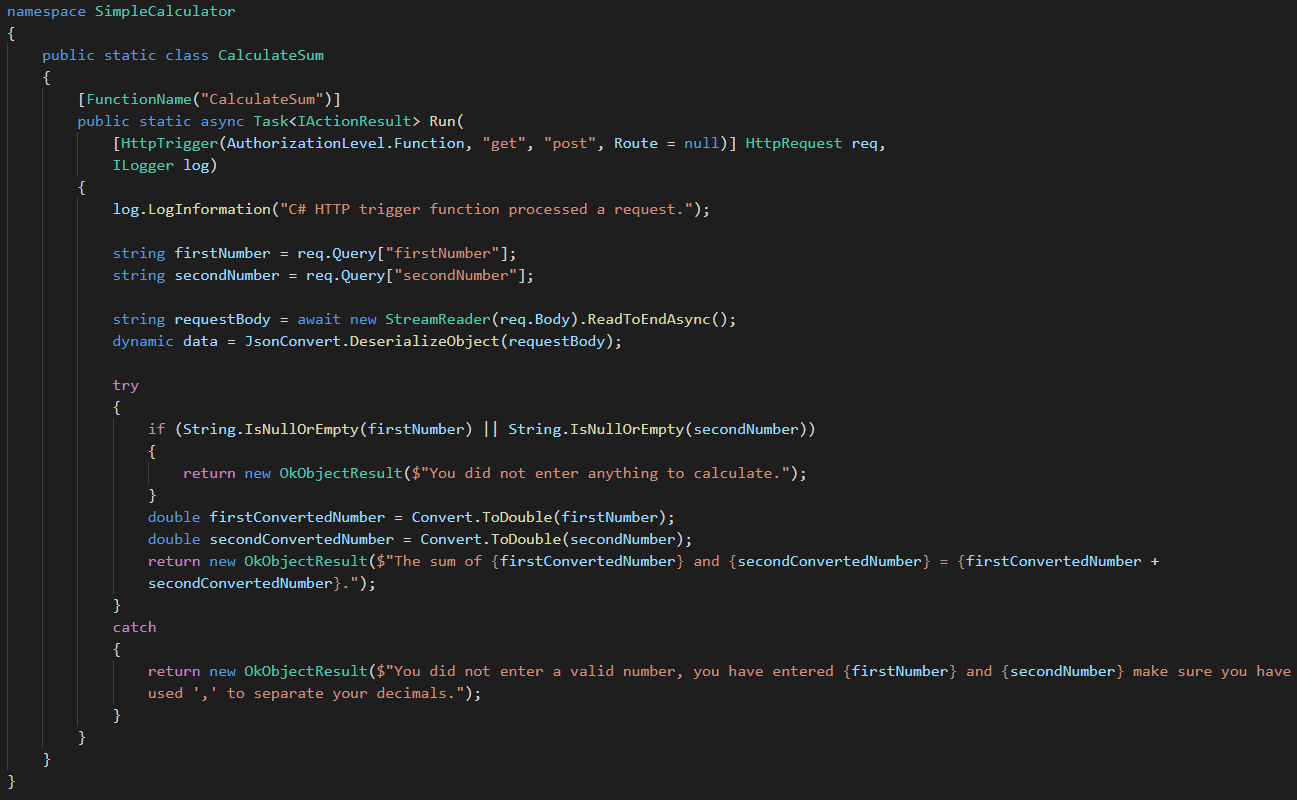 namespace SimpleCalculator
{
    public static class CalculateSum
    {
        [FunctionName("CalculateSum")]
        public static async Task<IActionResult> Run(
            [HttpTrigger(AuthorizationLevel.Function, "get", "post", Route = null)] HttpRequest req,
            ILogger log)
        {
            log.LogInformation("C# HTTP trigger function processed a request.");

            string firstNumber = req.Query["firstNumber"];
            string secondNumber = req.Query["secondNumber"];

            string requestBody = await new StreamReader(req.Body).ReadToEndAsync();
            dynamic data = JsonConvert.DeserializeObject(requestBody);

            try
            {
                if (String.IsNullOrEmpty(firstNumber) || String.IsNullOrEmpty(secondNumber))
                {
                    return new OkObjectResult($"You did not enter anything to calculate.");
                }
                double firstConvertedNumber = Convert.ToDouble(firstNumber);
                double secondConvertedNumber = Convert.ToDouble(secondNumber);
                return new OkObjectResult($"The sum of {firstConvertedNumber} and {secondConvertedNumber} = {firstConvertedNumber +
                secondConvertedNumber}.");
            }
            catch
            {
                return new OkObjectResult($"You did not enter a valid number, you have entered {firstNumber} and {secondNumber} make sure you have
                used ',' to separate your decimals.");
            }
        }
    }
}